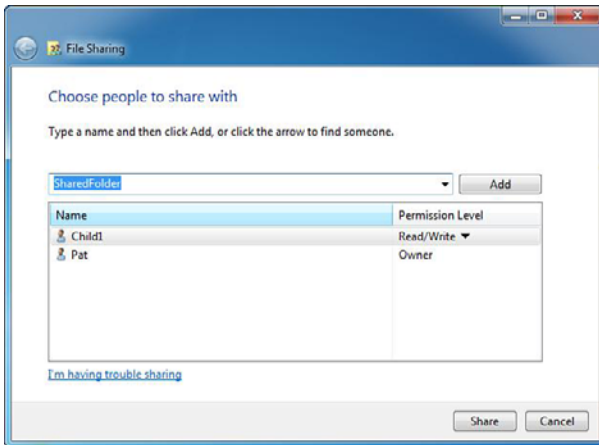 File Sharing
Choose people to share with
Type a name and then click Add, or click the arrow to find someone.
SharedFolder Add
Name Permission Level
Child1 Read/Write
Pat Owner
I'm having trouble sharing
Share Cancel